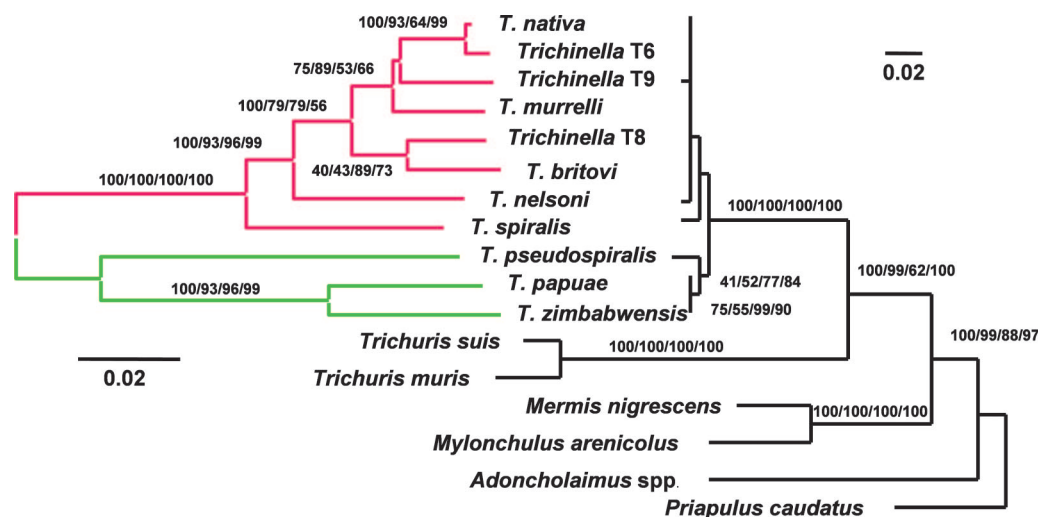 100/93/64/99
T. nativa
Trichinella T6
0.02
75/89/53/66
Trichinella T9
100/79/79/56
T. murrelli
100/93/96/99
Trichinella T8
40/43/89/73
T. britovi
100/100/100/100
T. nelsoni
100/100/100/100
T. spiralis
T. pseudospiralis
100/99/62/100
41/52/77/84
100/93/96/99
T. papuae
75/55/99/90
T. zimbabwensis
100/99/88/97
Trichuris suis
100/100/100/100
0.02
Trichuris muris
Mermis nigrescens
100/100/100/100
Mylonchulus arenicolus
Adoncholaimus spp.
Priapulus caudatus